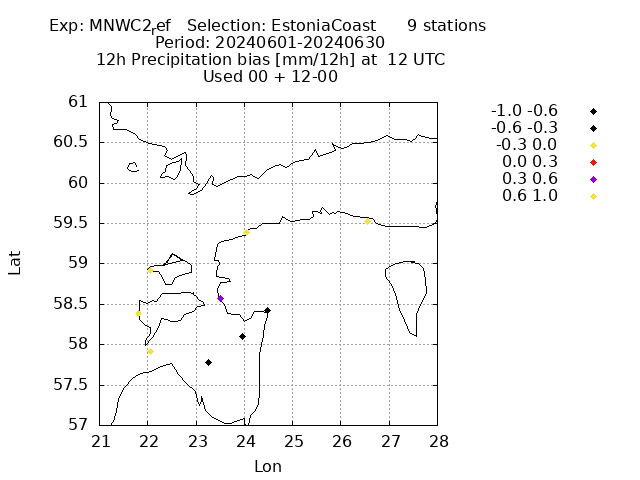 Exp: MNWC2ref   Selection: EstoniaCoast      9 stations
Period: 20240601-20240630
12h Precipitation bias [mm/12h] at  12 UTC
Used 00 + 12-00
-1.0 -0.6
-0.6 -0.3
-0.3 0.0
0.0 0.3
0.3 0.6
0.6 1.0
61
60.5
60
59.5
59
58.5
58
57.5
57
Lat
21 22 23 24 25 26 27 28
Lon